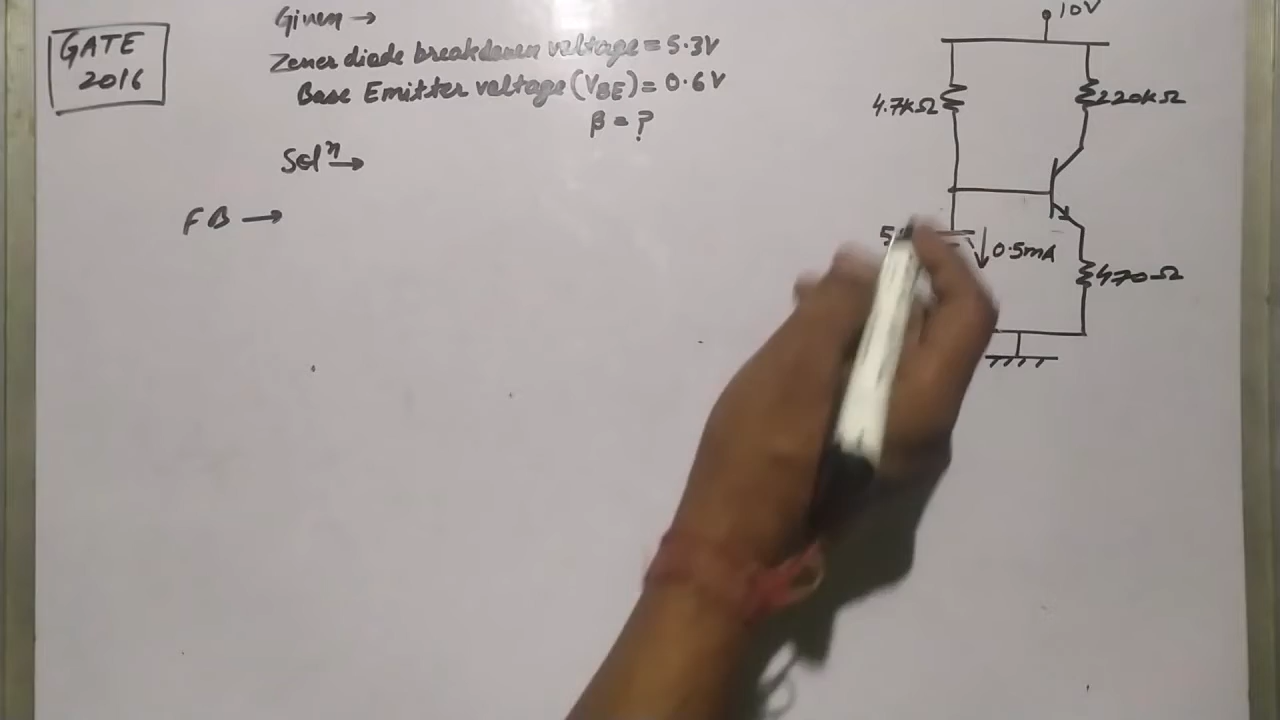 GATE
2016
Given →
Zener diode breakdown voltage = 5.3V
Base Emitter voltage (VBE) = 0.6V
β = ?
Solⁿ →
FB →
10V
4.7kΩ
220kΩ
0.5mA
470Ω